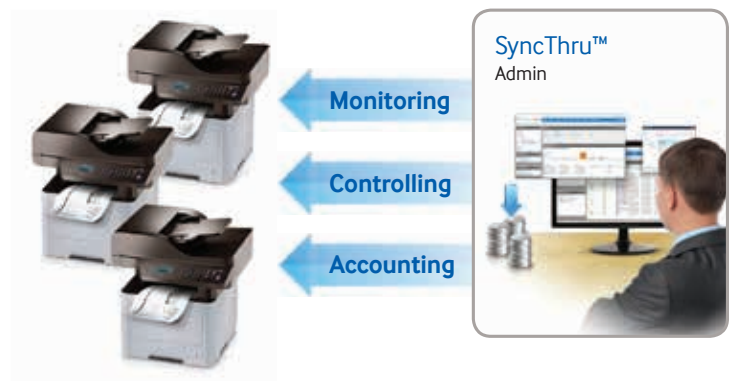 SyncThru™
Admin
Monitoring
Controlling
Accounting